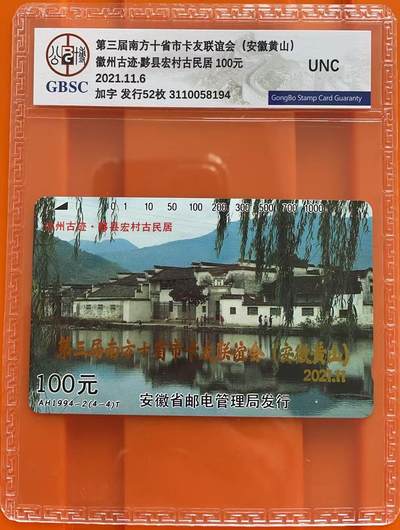 第三届南方十省市卡友联谊会（安徽黄山）
徽州古迹·黟县宏村古民居 100元
2021.11.6
加字 发行52枚 3110058194
UNC
GBSC
GongBo Stamp Card Guaranty
0 1 10 50 100 200 300 500 700 1000
徽州古迹·黟县宏村古民居
第三届南方十省市卡友联谊会（安徽黄山）
2021.11
100元
AH1994-2(4-4)T
安徽省邮电管理局发行